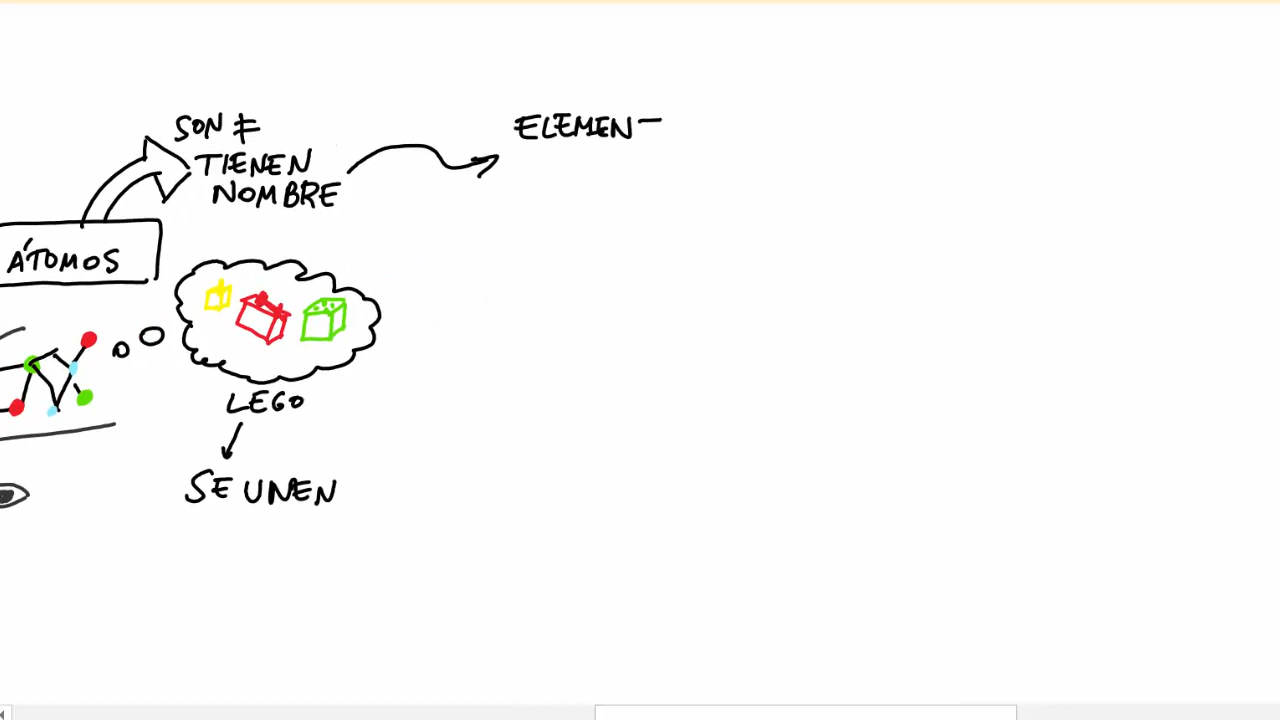 SON ≠
TIENEN
NOMBRE
ELEMEN
ÁTOMOS
LEGO
SE UNEN